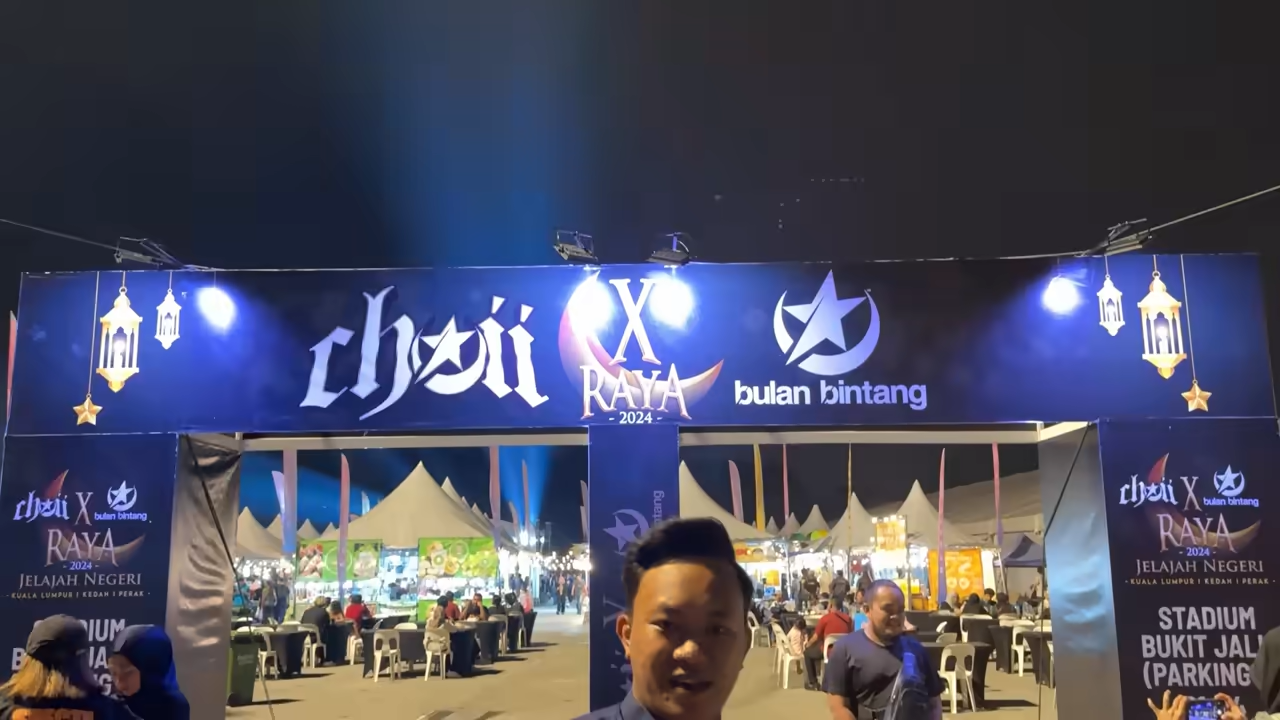 choii
X
RAYA
- 2024 -
bulan bintang
choii X bulan bintang
RAYA
- 2024 -
JELAJAH NEGERI
- KUALA LUMPUR | KEDAH | PERAK -
choii X bulan bintang
RAYA
- 2024 -
JELAJAH NEGERI
- KUALA LUMPUR | KEDAH | PERAK -
STADIUM
BUKIT JALI
(PARKING